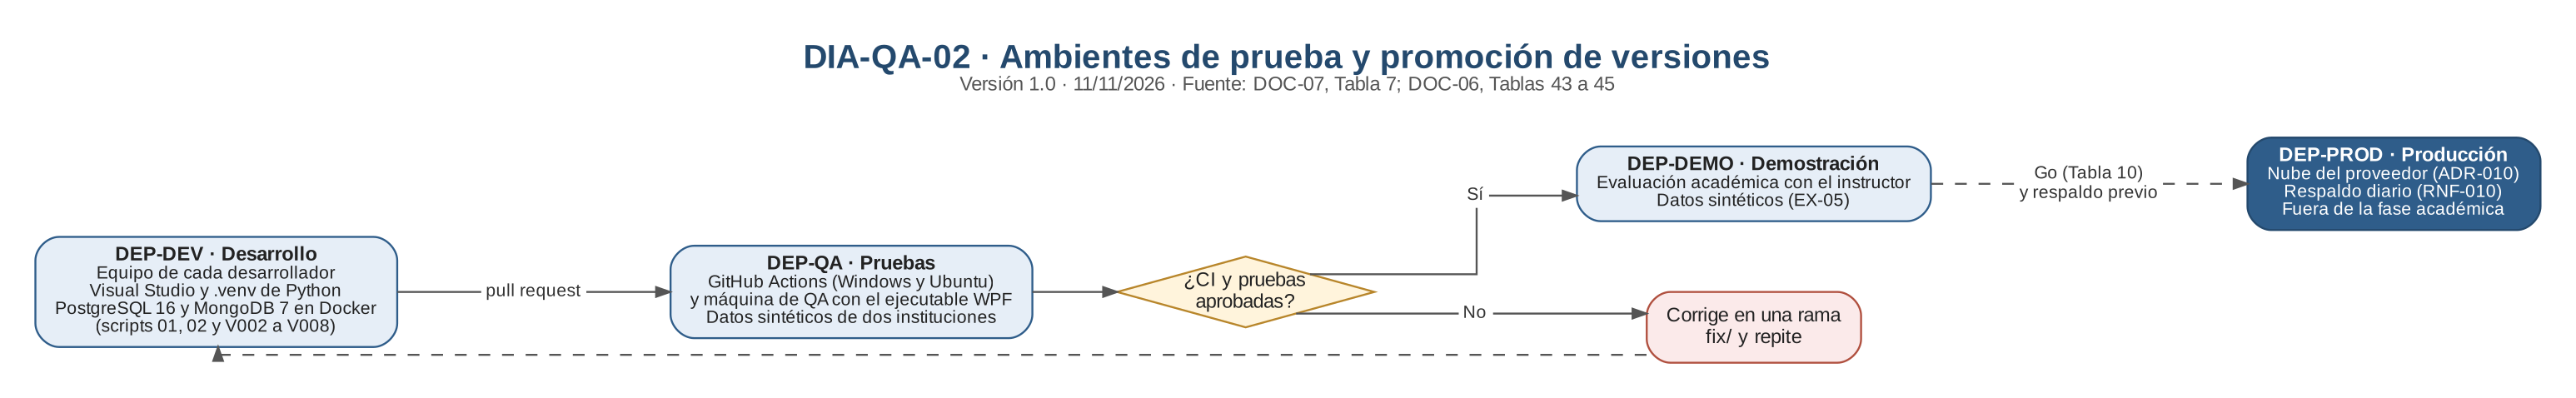 DIA-QA-02 · Ambientes de prueba y promoción de versiones
Versión 1.0 · 11/11/2026 · Fuente: DOC-07, Tabla 7; DOC-06, Tablas 43 a 45
DEP-DEV · Desarrollo
Equipo de cada desarrollador
Visual Studio y .venv de Python
PostgreSQL 16 y MongoDB 7 en Docker
(scripts 01, 02 y V002 a V008)
pull request
DEP-QA · Pruebas
GitHub Actions (Windows y Ubuntu)
y máquina de QA con el ejecutable WPF
Datos sintéticos de dos instituciones
¿CI y pruebas
aprobadas?
Sí
No
DEP-DEMO · Demostración
Evaluación académica con el instructor
Datos sintéticos (EX-05)
Corrige en una rama
fix/ y repite
Go (Tabla 10)
y respaldo previo
DEP-PROD · Producción
Nube del proveedor (ADR-010)
Respaldo diario (RNF-010)
Fuera de la fase académica